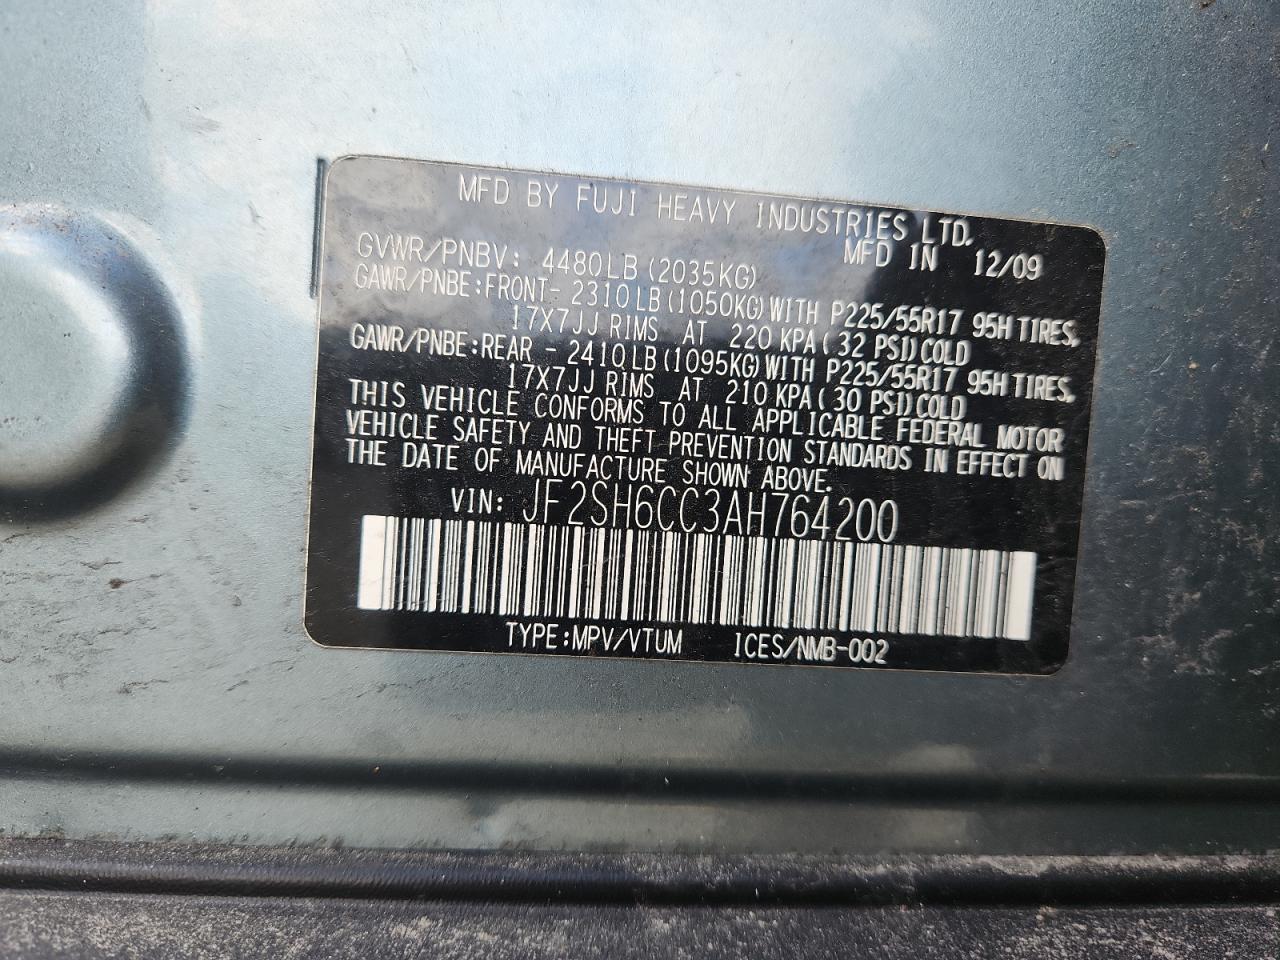 MFD BY FUJI HEAVY INDUSTRIES LTD.
MFD IN 12/09
GVWR/PNBV: 4480LB(2035KG)
GAWR/PNBE:FRONT- 2310LB(1050KG)WITH P225/55R17 95H TIRES,
17X7JJ RIMS AT 220 KPA(32 PSI)COLD
GAWR/PNBE:REAR - 2410LB(1095KG)WITH P225/55R17 95H TIRES,
17X7JJ RIMS AT 210 KPA(30 PSI)COLD
THIS VEHICLE CONFORMS TO ALL APPLICABLE FEDERAL MOTOR
VEHICLE SAFETY AND THEFT PREVENTION STANDARDS IN EFFECT ON
THE DATE OF MANUFACTURE SHOWN ABOVE.
VIN: JF2SH6CC3AH764200
TYPE:MPV/VTUM ICES/NMB-002